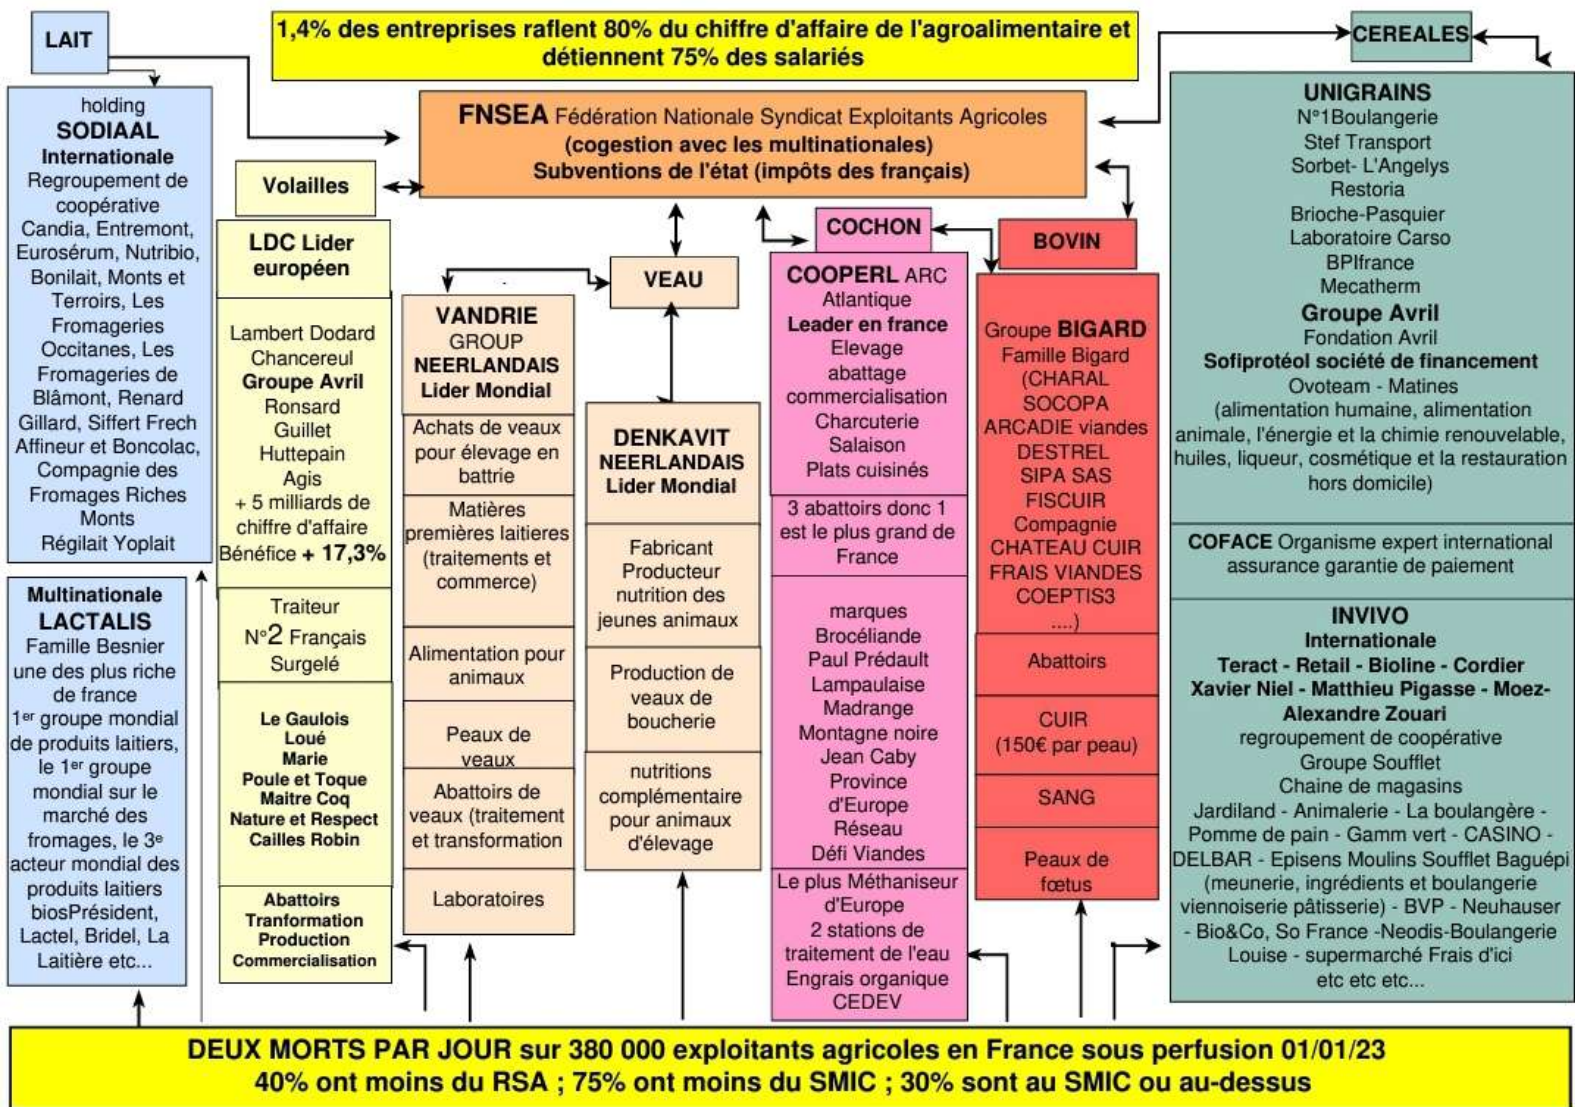 LAIT
1,4% des entreprises raflent 80% du chiffre d'affaire de l'agroalimentaire et
détiennent 75% des salariés
CEREALES
FNSEA Fédération Nationale Syndicat Exploitants Agricoles
(cogestion avec les multinationales)
Subventions de l'état (impôts des français)
holding
SODIAAL
Internationale
Regroupement de
coopérative
Candia, Entremont,
Eurosérum, Nutribio,
Bonilait, Monts et
Terroirs, Les
Fromageries
Occitanes, Les
Fromageries de
Blâmont, Renard
Gillard, Siffert Frech
Affineur et Boncolac,
Compagnie des
Fromages Riches
Monts
Régilait Yoplait
Multinationale
LACTALIS
Famille Besnier
une des plus riche
de france
1er groupe mondial
de produits laitiers,
le 1er groupe
mondial sur le
marché des
fromages, le 3e
acteur mondial des
produits laitiers
biosPrésident,
Lactel, Bridel, La
Laitière etc...
Volailles
LDC Lider
européen
Lambert Dodard
Chancereul
Groupe Avril
Ronsard
Guillet
Huttepain
Agis
+ 5 milliards de
chiffre d'affaire
Bénéfice + 17,3%
Traiteur
N°2 Français
Surgelé
Le Gaulois
Loué
Marie
Poule et Toque
Maitre Coq
Nature et Respect
Cailles Robin
Abattoirs
Tranformation
Production
Commercialisation
VEAU
VANDRIE
GROUP
NEERLANDAIS
Lider Mondial
Achats de veaux
pour élevage en
battrie
Matières
premières laitieres
(traitements et
commerce)
Alimentation pour
animaux
Peaux de
veaux
Abattoirs de
veaux (traitement
et transformation
Laboratoires
DENKAVIT
NEERLANDAIS
Lider Mondial
Fabricant
Producteur
nutrition des
jeunes animaux
Production de
veaux de
boucherie
nutritions
complémentaire
pour animaux
d'élevage
COCHON
COOPERL ARC
Atlantique
Leader en france
Elevage
abattage
commercialisation
Charcuterie
Salaison
Plats cuisinés
3 abattoirs donc 1
est le plus grand de
France
marques
Brocéliande
Paul Prédault
Lampaulaise
Madrange
Montagne noire
Jean Caby
Province
d'Europe
Réseau
Défi Viandes
Le plus Méthaniseur
d'Europe
2 stations de
traitement de l'eau
Engrais organique
CEDEV
BOVIN
Groupe BIGARD
Famille Bigard
(CHARAL
SOCOPA
ARCADIE viandes
DESTREL
SIPA SAS
FISCUIR
Compagnie
CHATEAU CUIR
FRAIS VIANDES
COEPTIS3
....)
Abattoirs
CUIR
(150€ par peau)
SANG
Peaux de
fœtus
UNIGRAINS
N°1Boulangerie
Stef Transport
Sorbet- L'Angelys
Restoria
Brioche-Pasquier
Laboratoire Carso
BPIfrance
Mecatherm
Groupe Avril
Fondation Avril
Sofiprotéol société de financement
Ovoteam - Matines
(alimentation humaine, alimentation
animale, l'énergie et la chimie renouvelable,
huiles, liqueur, cosmétique et la restauration
hors domicile)
COFACE Organisme expert international
assurance garantie de paiement
INVIVO
Internationale
Teract - Retail - Bioline - Cordier
Xavier Niel - Matthieu Pigasse - Moez-
Alexandre Zouari
regroupement de coopérative
Groupe Soufflet
Chaine de magasins
Jardiland - Animalerie - La boulangère -
Pomme de pain - Gamm vert - CASINO -
DELBAR - Episens Moulins Soufflet Baguépi
(meunerie, ingrédients et boulangerie
viennoiserie pâtisserie) - BVP - Neuhauser
- Bio&Co, So France -Neodis-Boulangerie
Louise - supermarché Frais d'ici
etc etc etc...
DEUX MORTS PAR JOUR sur 380 000 exploitants agricoles en France sous perfusion 01/01/23
40% ont moins du RSA ; 75% ont moins du SMIC ; 30% sont au SMIC ou au-dessus